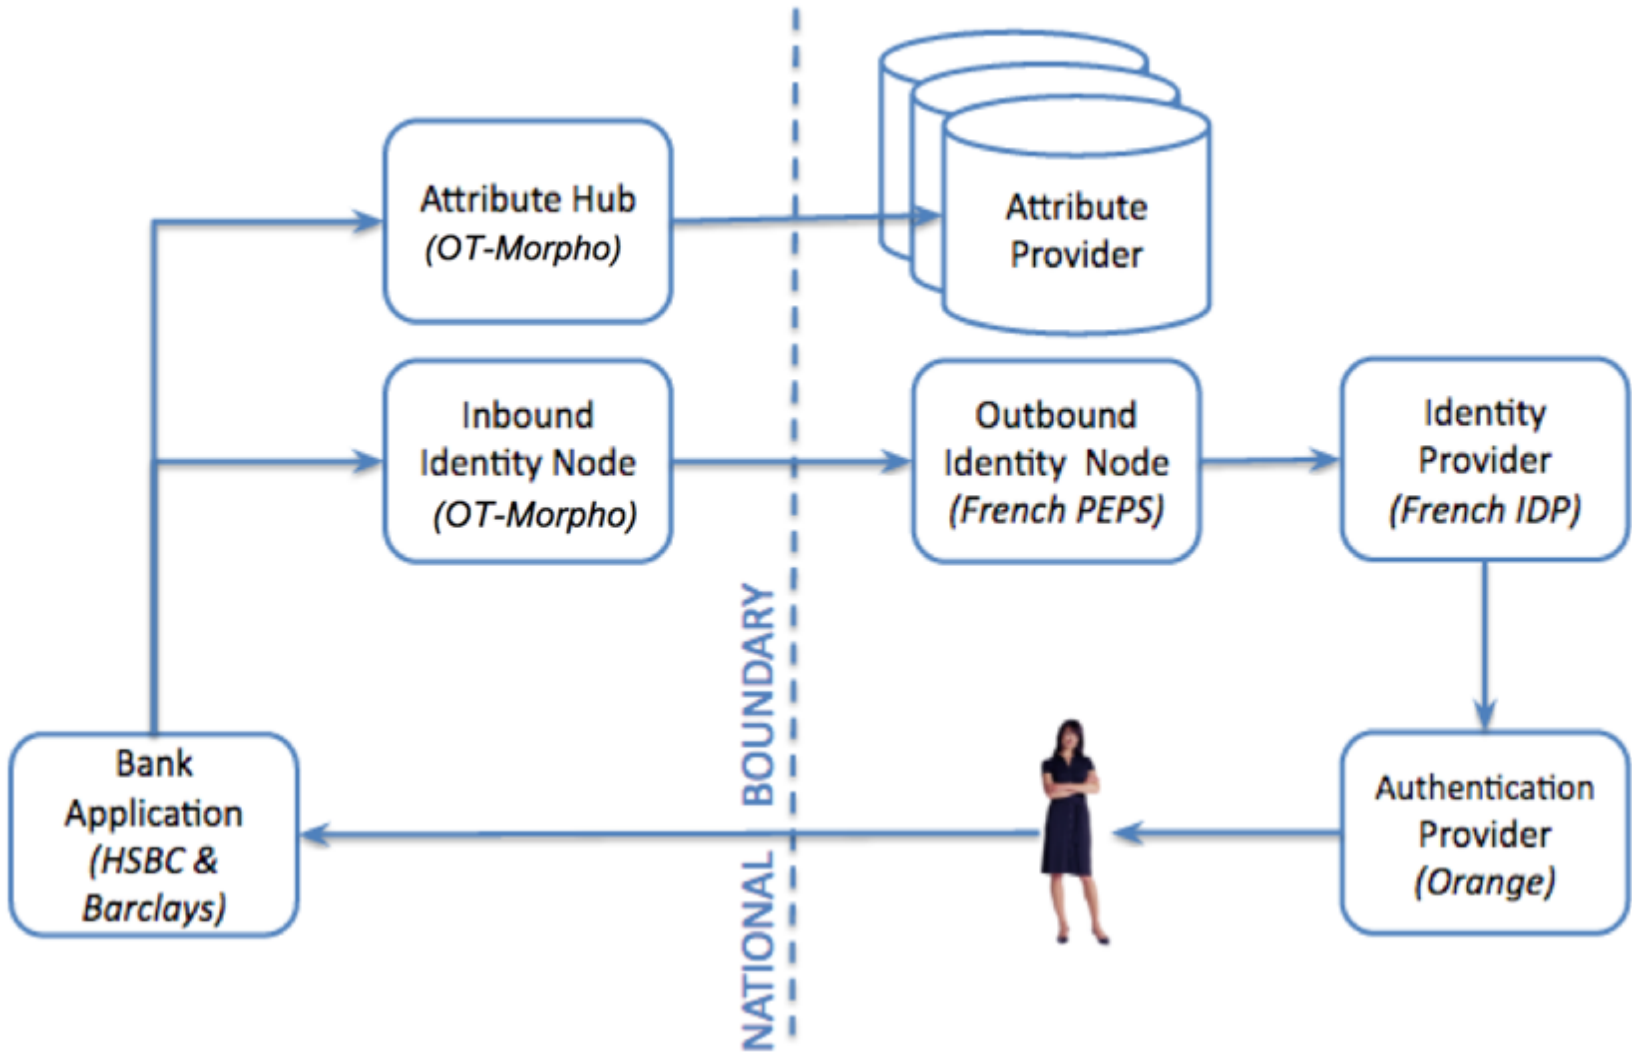 Attribute Hub
(OT-Morpho)
Attribute
Provider
Inbound
Identity Node
(OT-Morpho)
Outbound
Identity Node
(French PEPS)
Identity
Provider
(French IDP)
NATIONAL BOUNDARY
Bank
Application
(HSBC &
Barclays)
Authentication
Provider
(Orange)